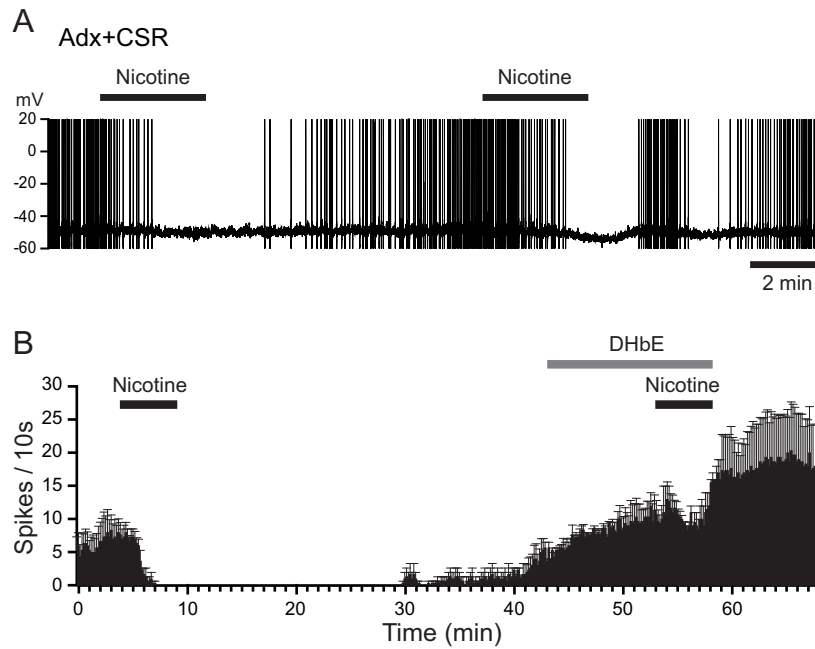 A
Adx+CSR
Nicotine Nicotine
mV
20
0
-20
-40
-60
2 min
B
DHbE
Nicotine Nicotine
30
25
20
15
10
5
0
Spikes / 10s
0 10 20 30 40 50 60
Time (min)